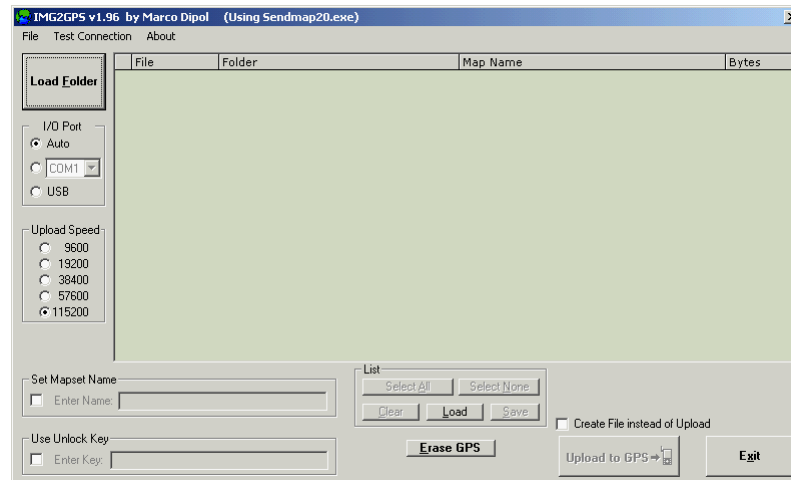 IMG2GPS v1.96 by Marco Dipol (Using Sendmap20.exe)
File Test Connection About
Load Folder
File Folder Map Name Bytes
I/O Port
Auto
COM1
USB
Upload Speed
9600
19200
38400
57600
115200
Set Mapset Name
Enter Name:
Use Unlock Key
Enter Key:
List
Select All Select None
Clear Load Save
Erase GPS
Create File instead of Upload
Upload to GPS
Exit